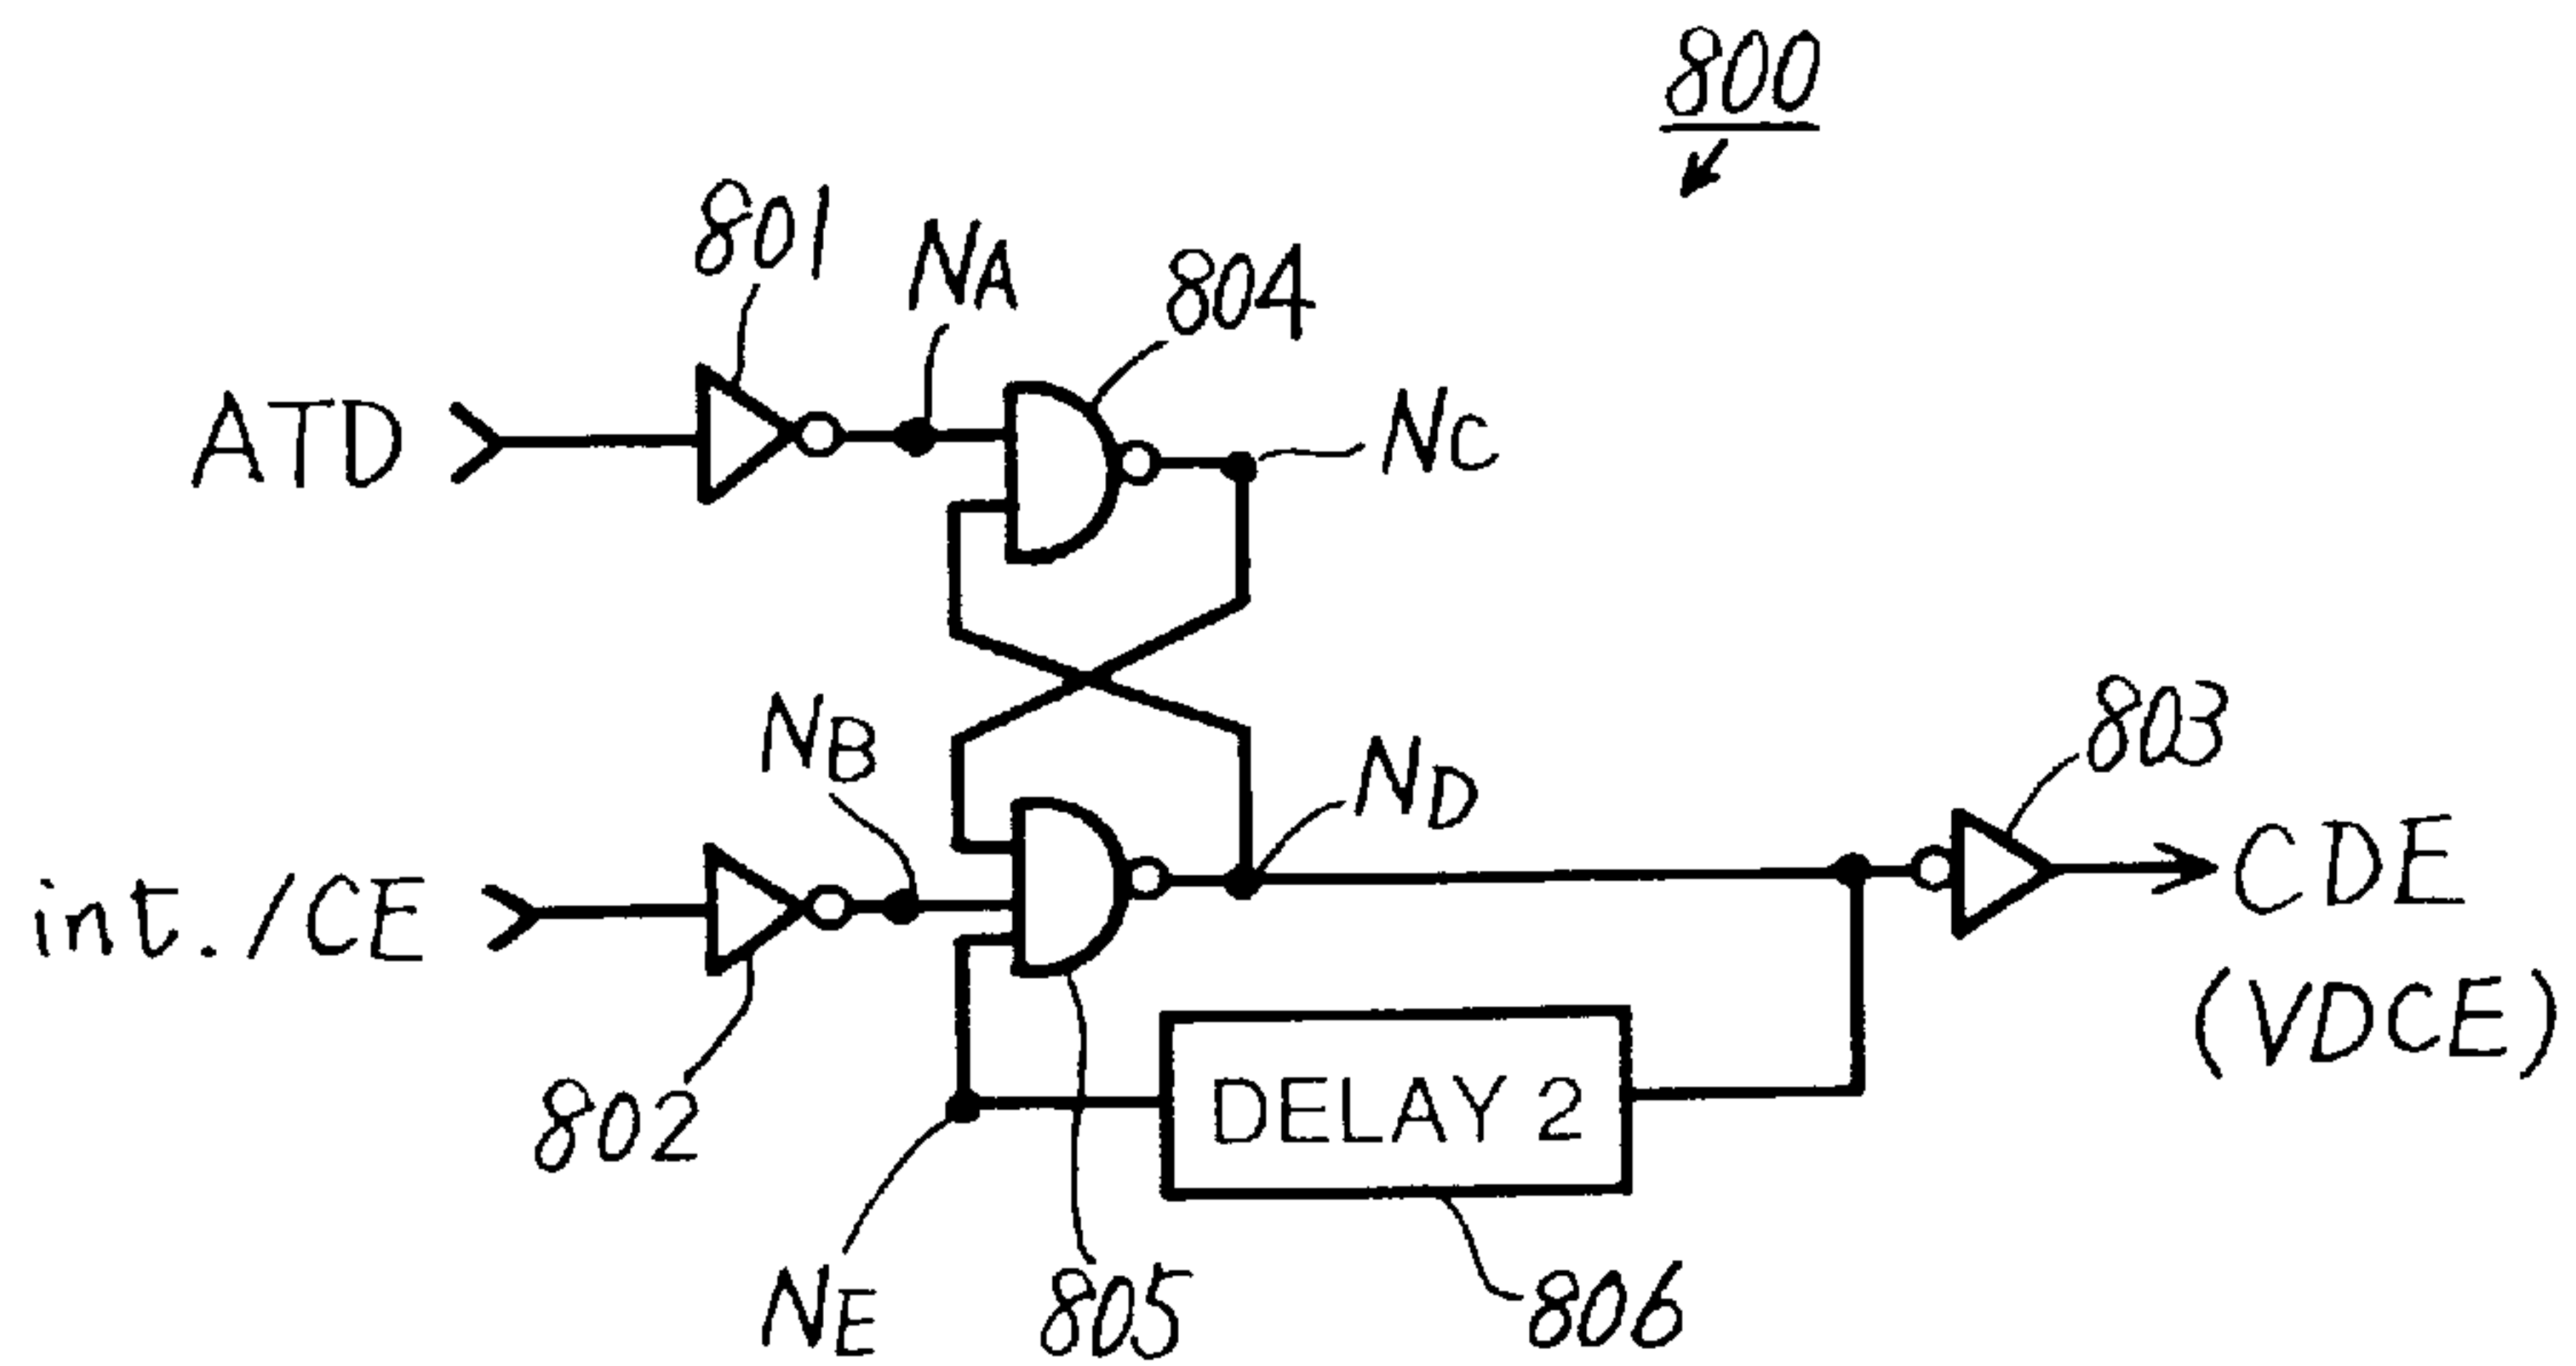 800
801
NA
804
ATD
NC
NB
ND
803
int./CE
CDE
(VDCE)
DELAY 2
802
NE
805
806